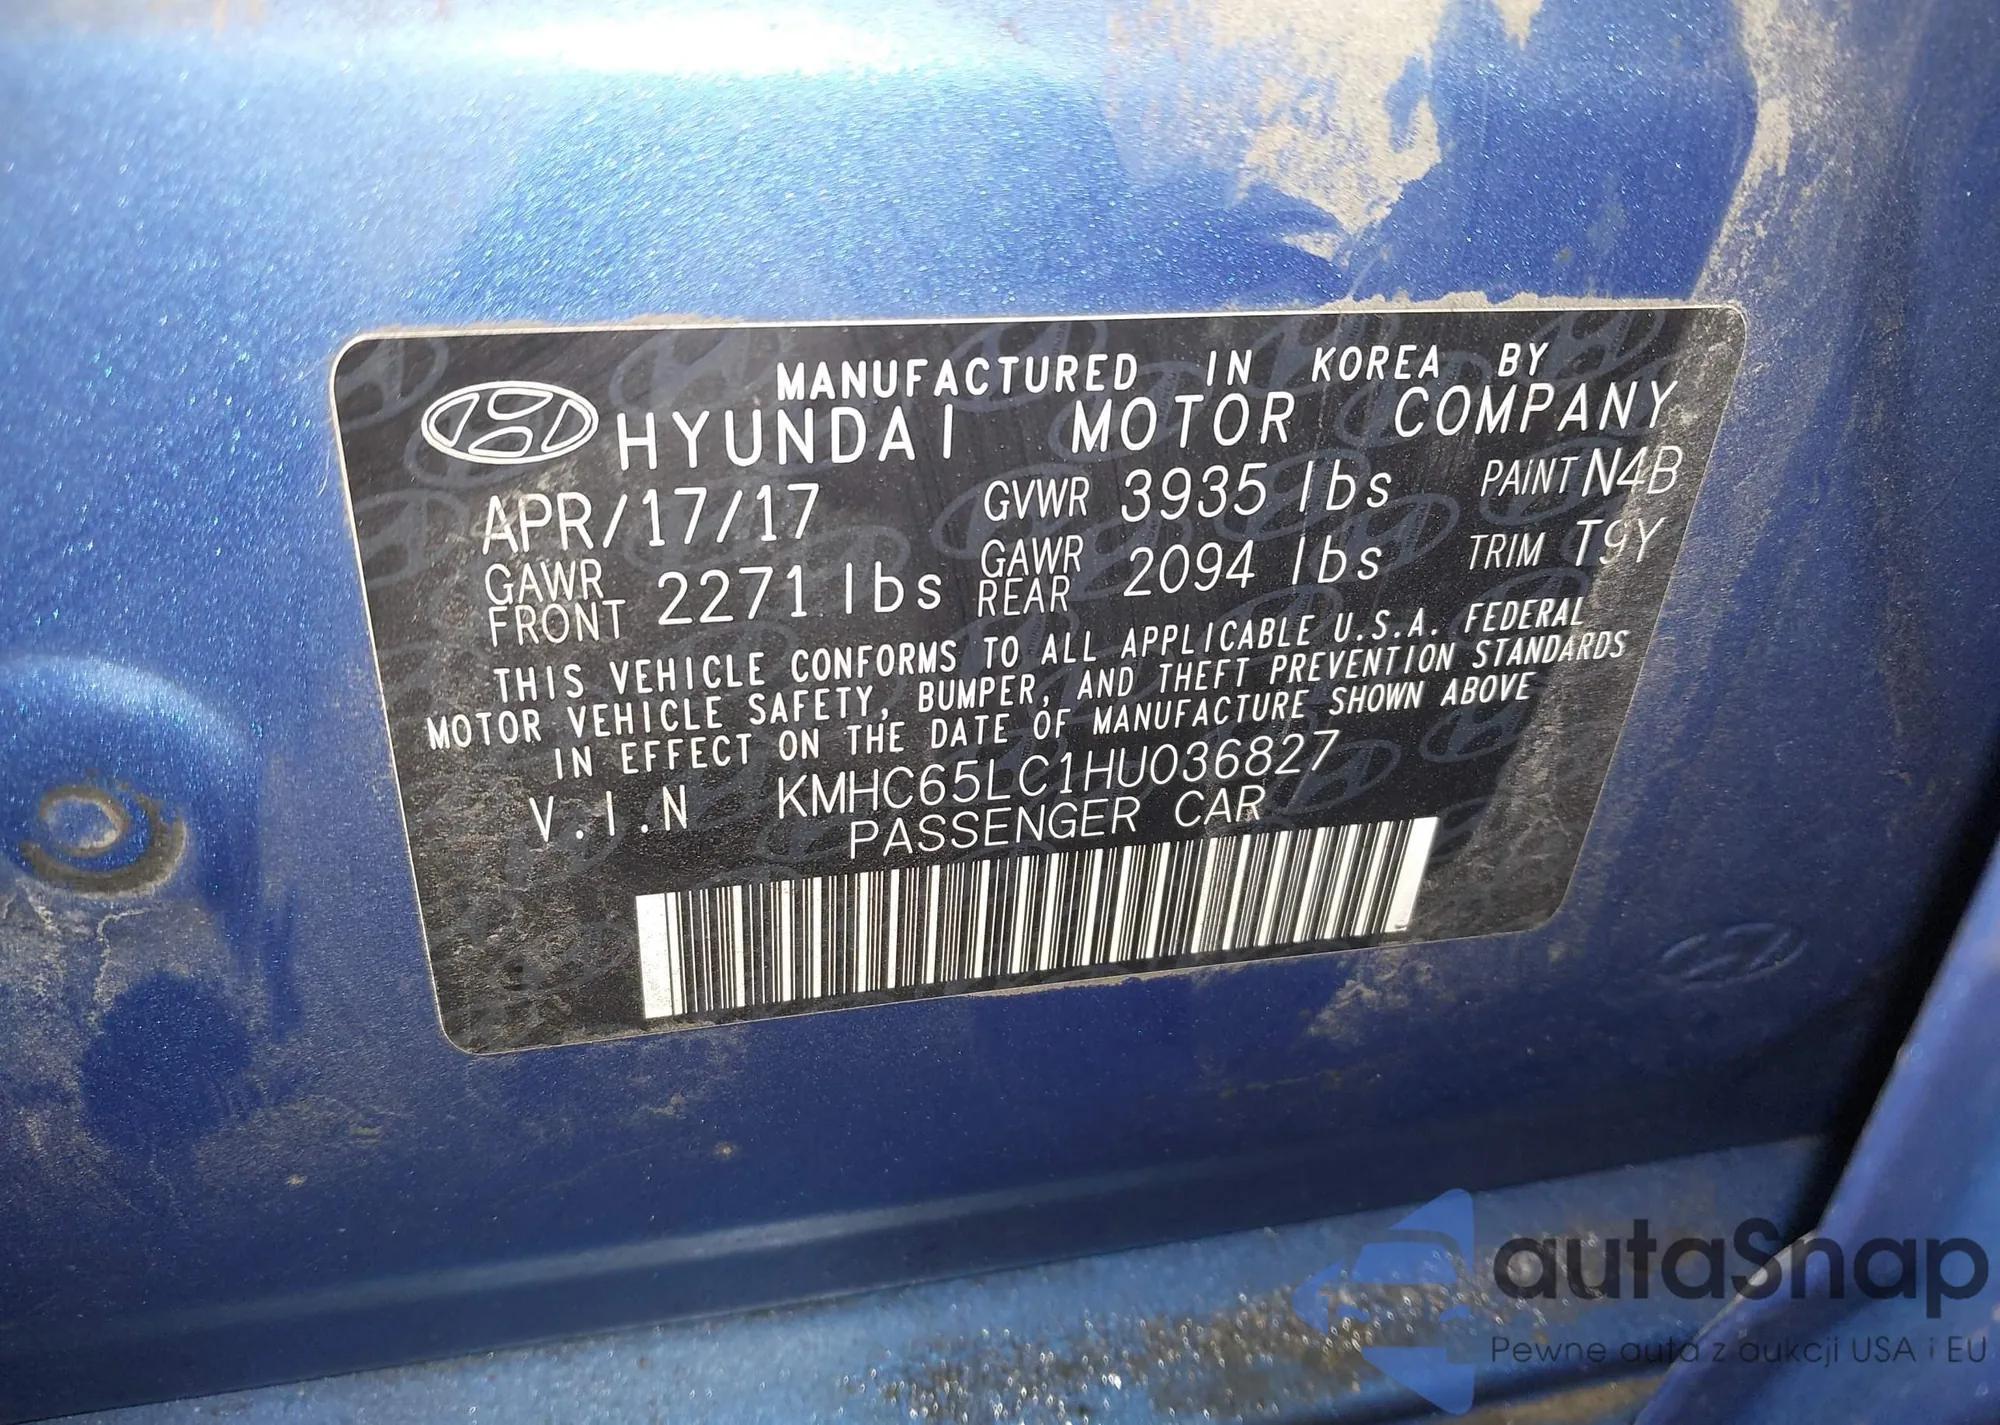 MANUFACTURED IN KOREA BY
HYUNDAI MOTOR COMPANY
APR/17/17 GVWR 3935 lbs PAINT N4B
GAWR FRONT 2271 lbs GAWR REAR 2094 lbs TRIM T9Y
THIS VEHICLE CONFORMS TO ALL APPLICABLE U.S.A. FEDERAL
MOTOR VEHICLE SAFETY, BUMPER, AND THEFT PREVENTION STANDARDS
IN EFFECT ON THE DATE OF MANUFACTURE SHOWN ABOVE
V.I.N KMHC65LC1HU036827
PASSENGER CAR
autaSnap
Pewne auta z aukcji USA i EU